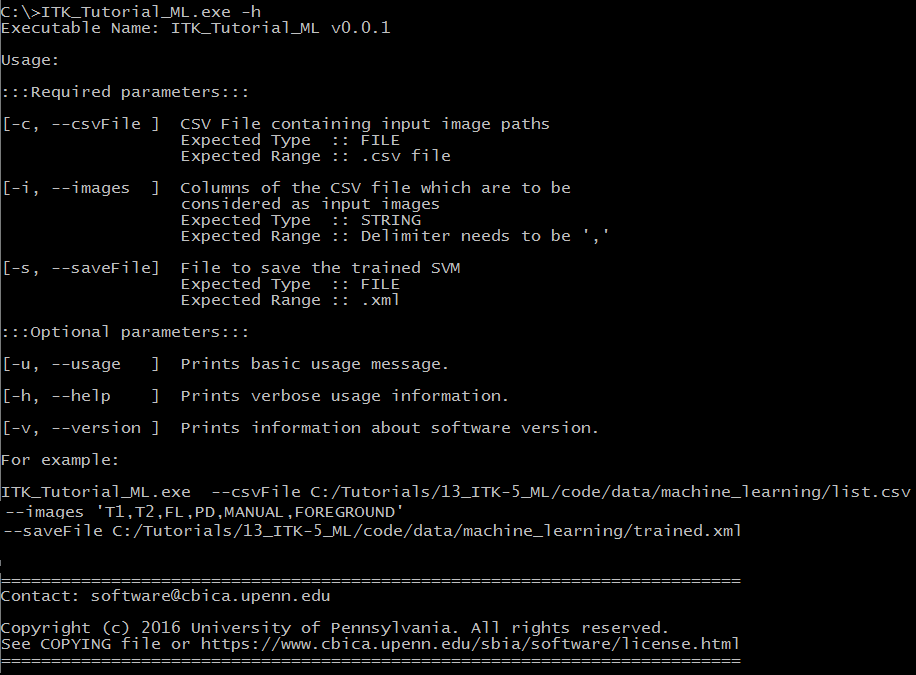 C:\>ITK_Tutorial_ML.exe -h
Executable Name: ITK_Tutorial_ML v0.0.1
Usage:
:::Required parameters:::
[-c, --csvFile ]  CSV File containing input image paths
Expected Type  :: FILE
Expected Range :: .csv file
[-i, --images  ]  Columns of the CSV file which are to be
considered as input images
Expected Type  :: STRING
Expected Range :: Delimiter needs to be ','
[-s, --saveFile]  File to save the trained SVM
Expected Type  :: FILE
Expected Range :: .xml
:::Optional parameters:::
[-u, --usage   ]  Prints basic usage message.
[-h, --help    ]  Prints verbose usage information.
[-v, --version ]  Prints information about software version.
For example:
ITK_Tutorial_ML.exe  --csvFile C:/Tutorials/13_ITK-5_ML/code/data/machine_learning/list.csv
--images 'T1,T2,FL,PD,MANUAL,FOREGROUND'
--saveFile C:/Tutorials/13_ITK-5_ML/code/data/machine_learning/trained.xml
==========================================================================
Contact: software@cbica.upenn.edu
Copyright (c) 2016 University of Pennsylvania. All rights reserved.
See COPYING file or https://www.cbica.upenn.edu/sbia/software/license.html
==========================================================================